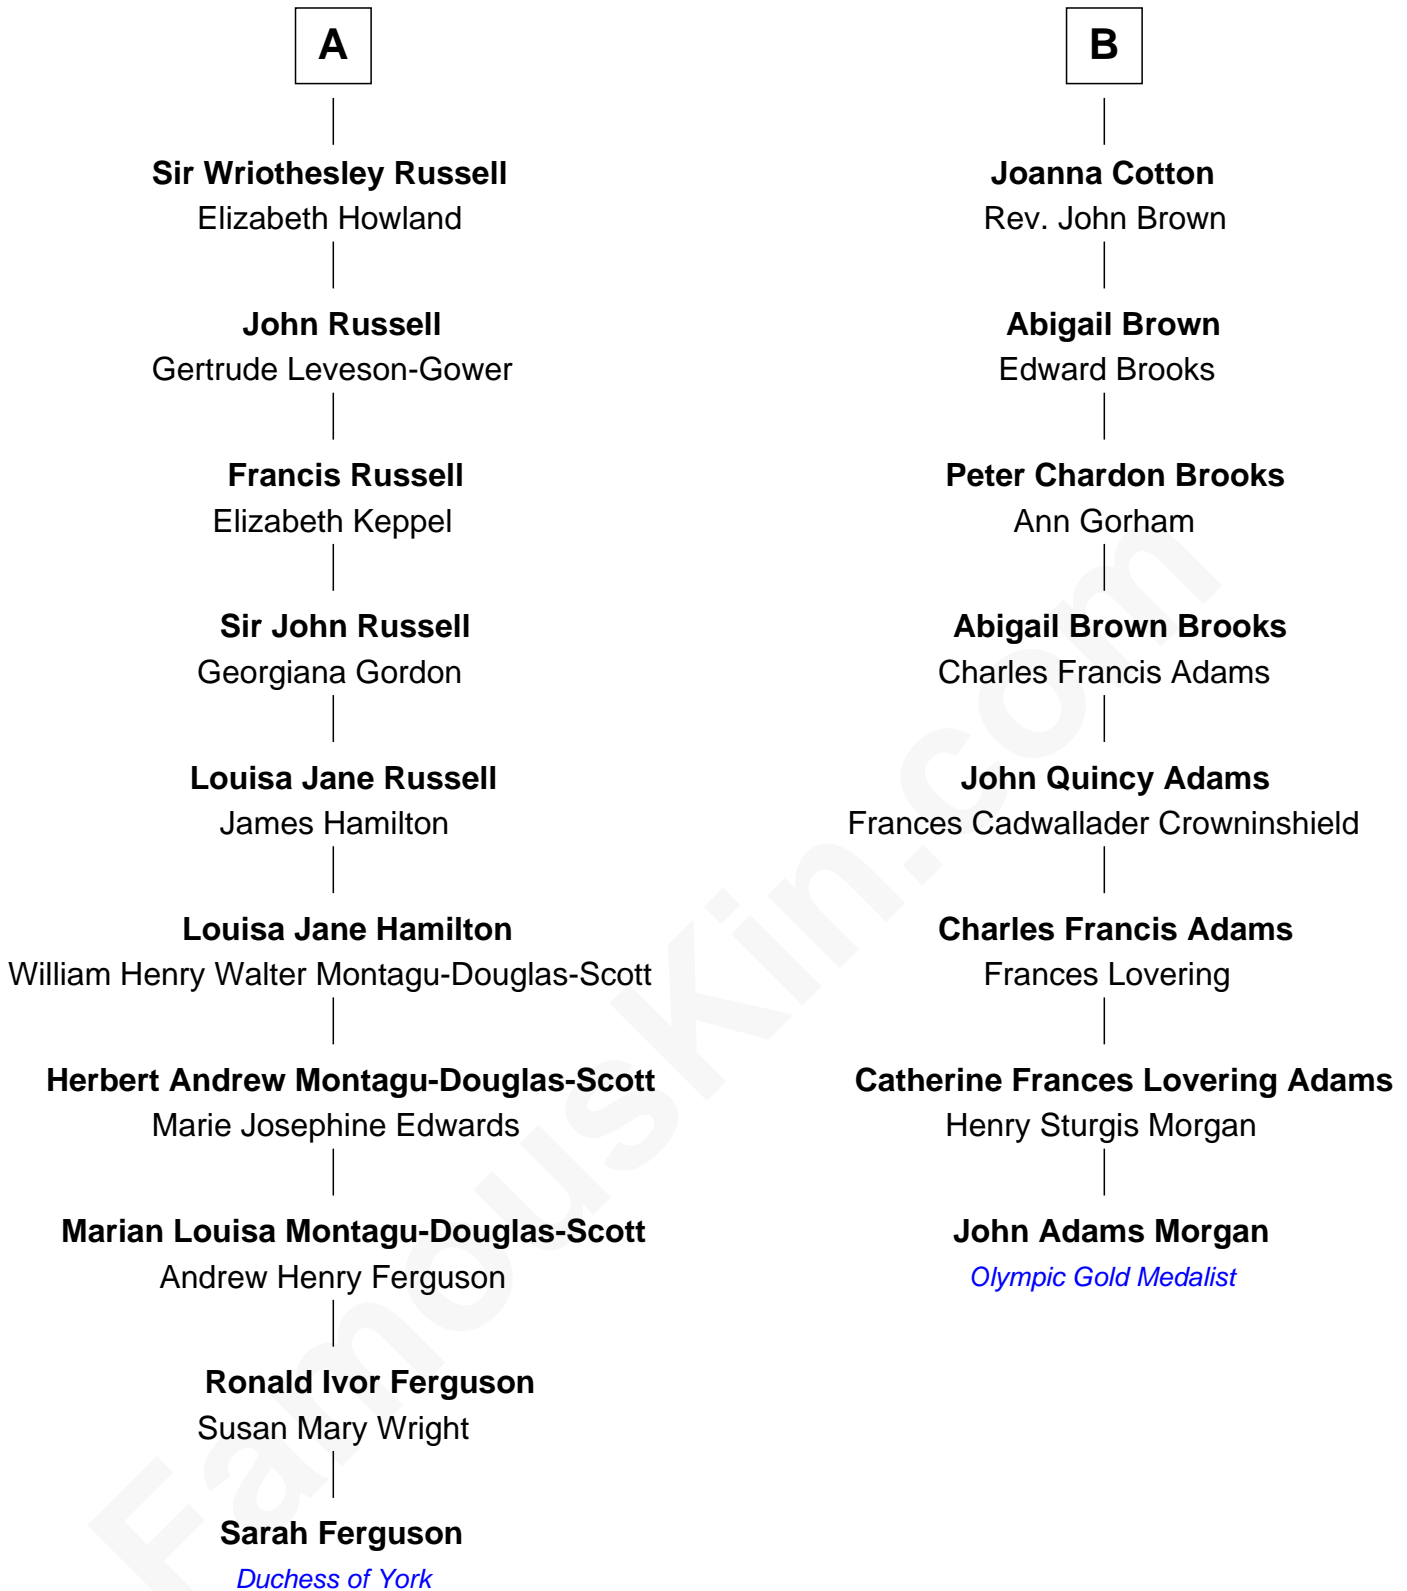 A
Sir Wriothesley Russell
Elizabeth Howland
John Russell
Gertrude Leveson-Gower
Francis Russell
Elizabeth Keppel
Sir John Russell
Georgiana Gordon
Louisa Jane Russell
James Hamilton
Louisa Jane Hamilton
William Henry Walter Montagu-Douglas-Scott
Herbert Andrew Montagu-Douglas-Scott
Marie Josephine Edwards
Marian Louisa Montagu-Douglas-Scott
Andrew Henry Ferguson
Ronald Ivor Ferguson
Susan Mary Wright
Sarah Ferguson
Duchess of York
B
Joanna Cotton
Rev. John Brown
Abigail Brown
Edward Brooks
Peter Chardon Brooks
Ann Gorham
Abigail Brown Brooks
Charles Francis Adams
John Quincy Adams
Frances Cadwallader Crowninshield
Charles Francis Adams
Frances Lovering
Catherine Frances Lovering Adams
Henry Sturgis Morgan
John Adams Morgan
Olympic Gold Medalist
FamousKin.com